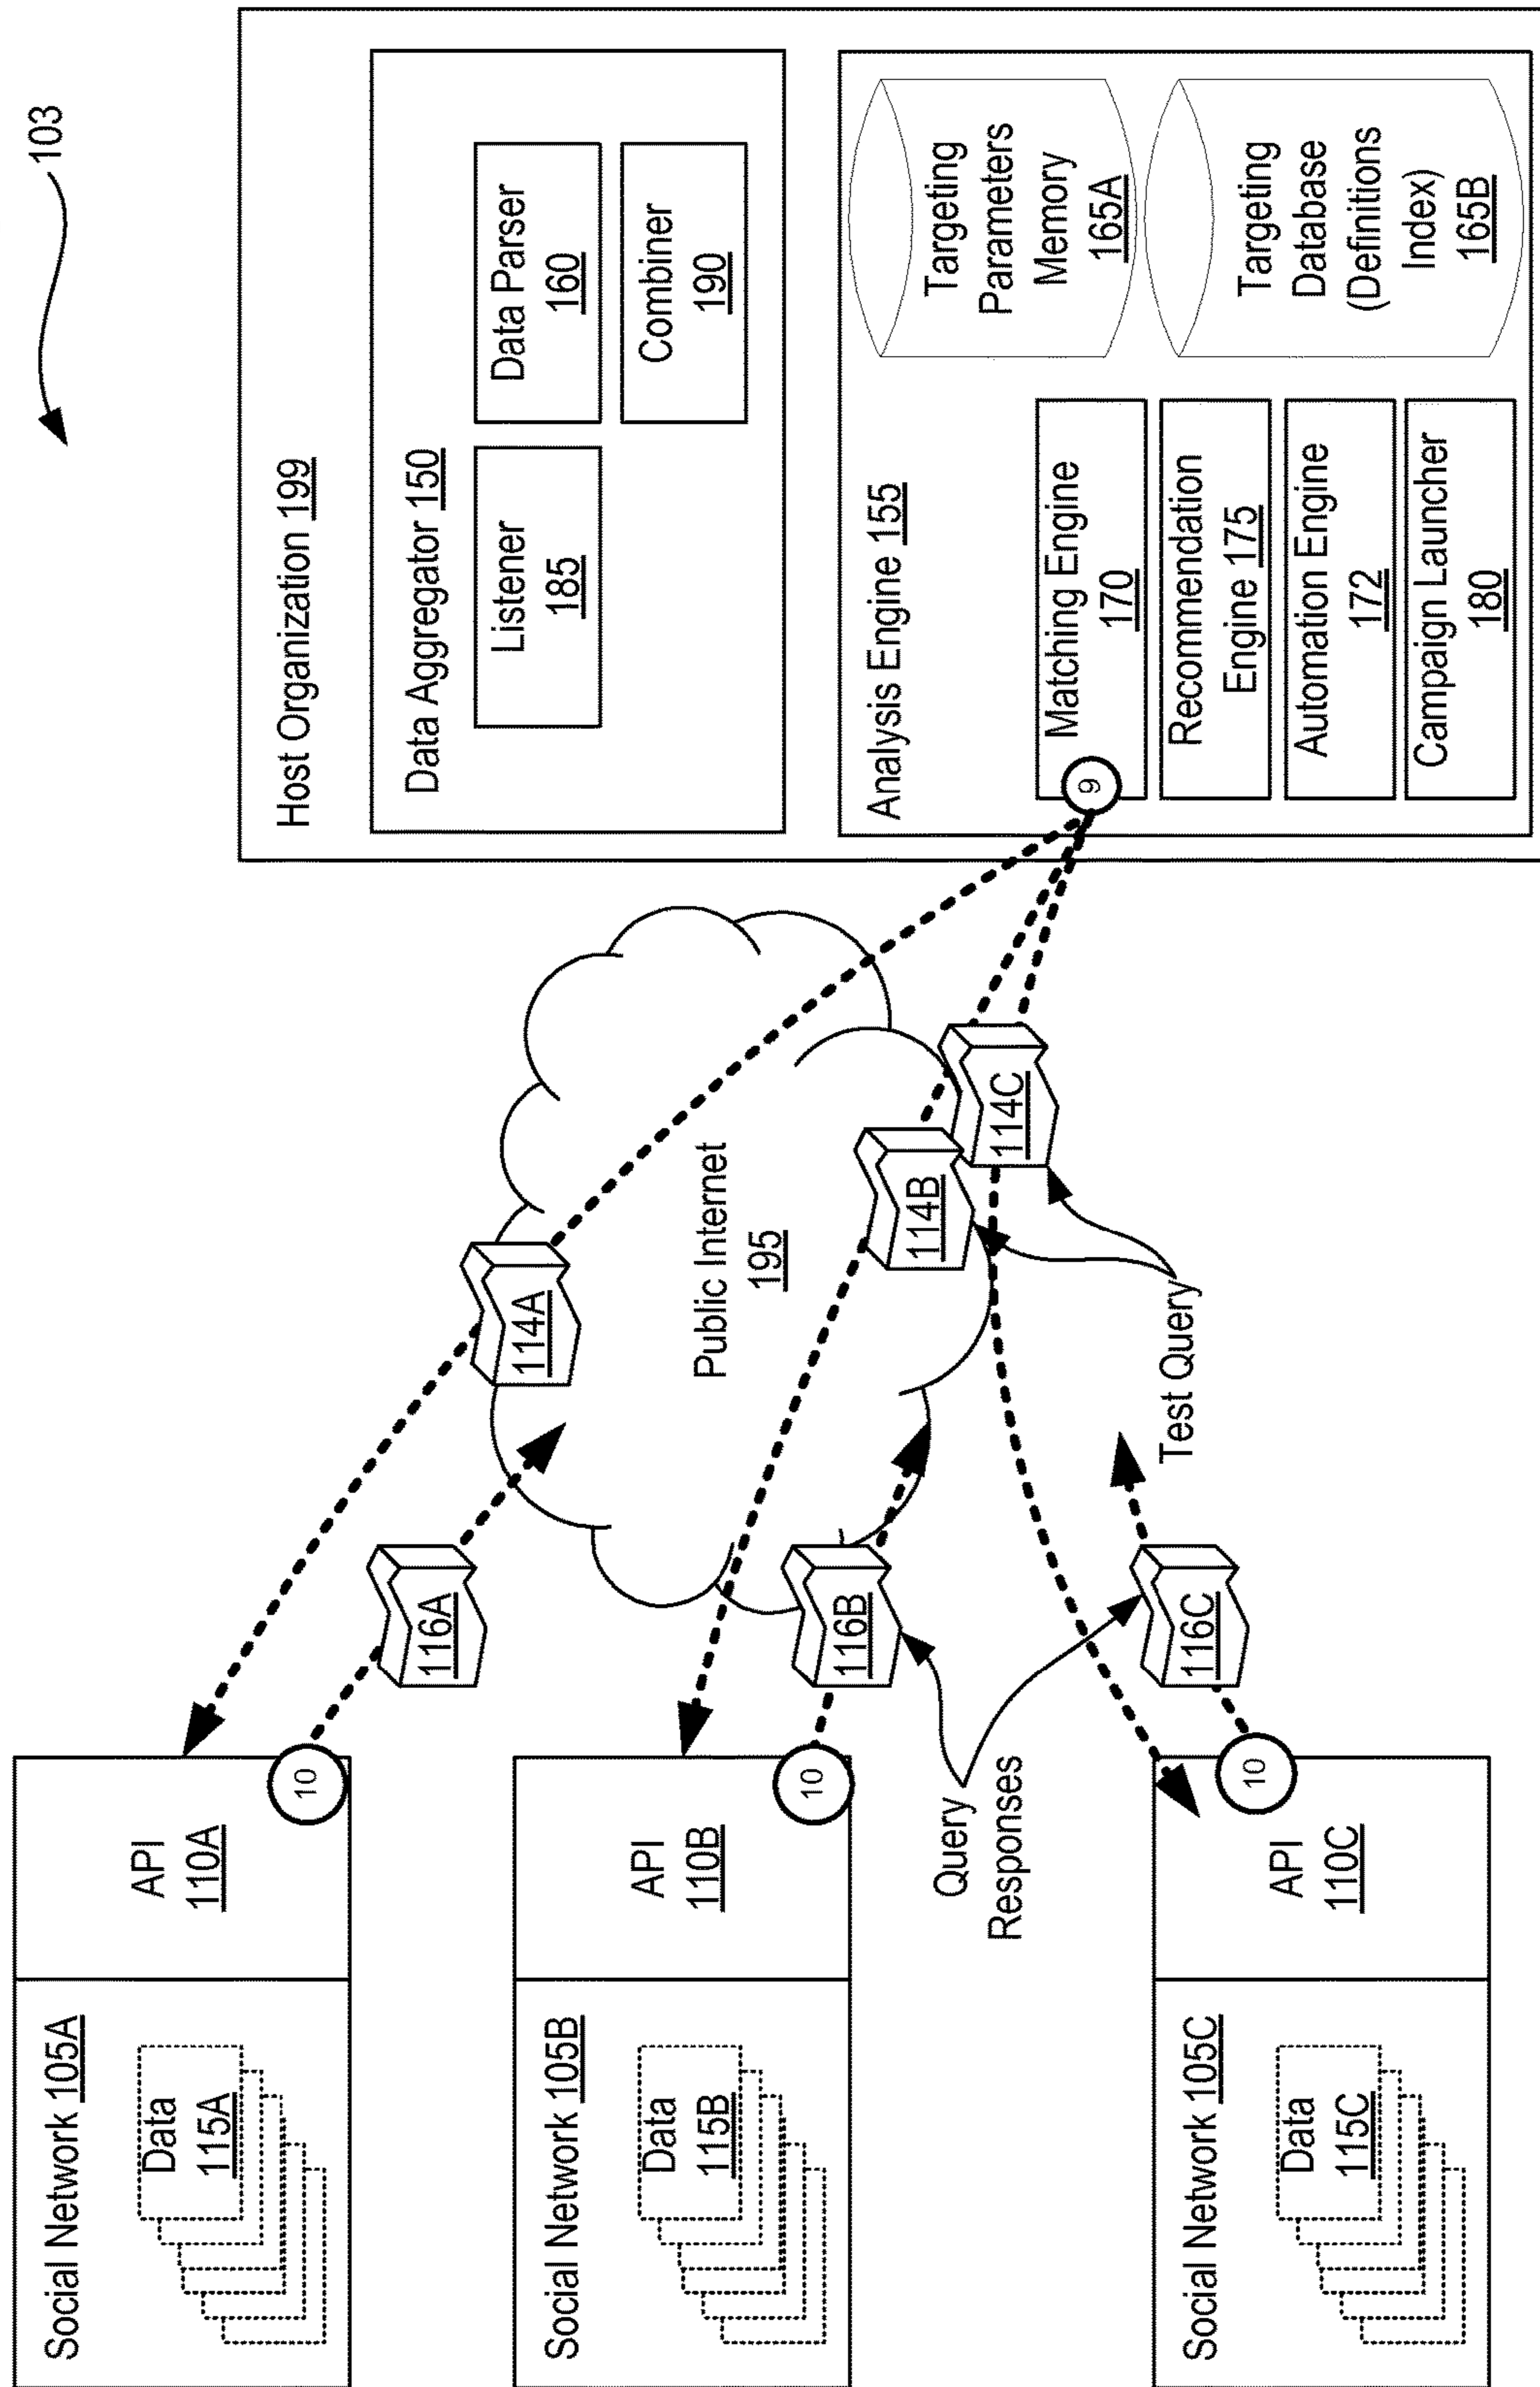 103
Social Network 105A
Data
115A
API
110A
10
116A
114A
Social Network 105B
Data
115B
API
110B
10
116B
114B
Public Internet
195
Query
Responses
Social Network 105C
Data
115C
API
110C
10
116C
114C
Test Query
Host Organization 199
Data Aggregator 150
Listener
185
Data Parser
160
Combiner
190
Analysis Engine 155
9
Matching Engine
170
Recommendation
Engine 175
Automation Engine
172
Campaign Launcher
180
Targeting
Parameters
Memory
165A
Targeting
Database
(Definitions
Index)
165B